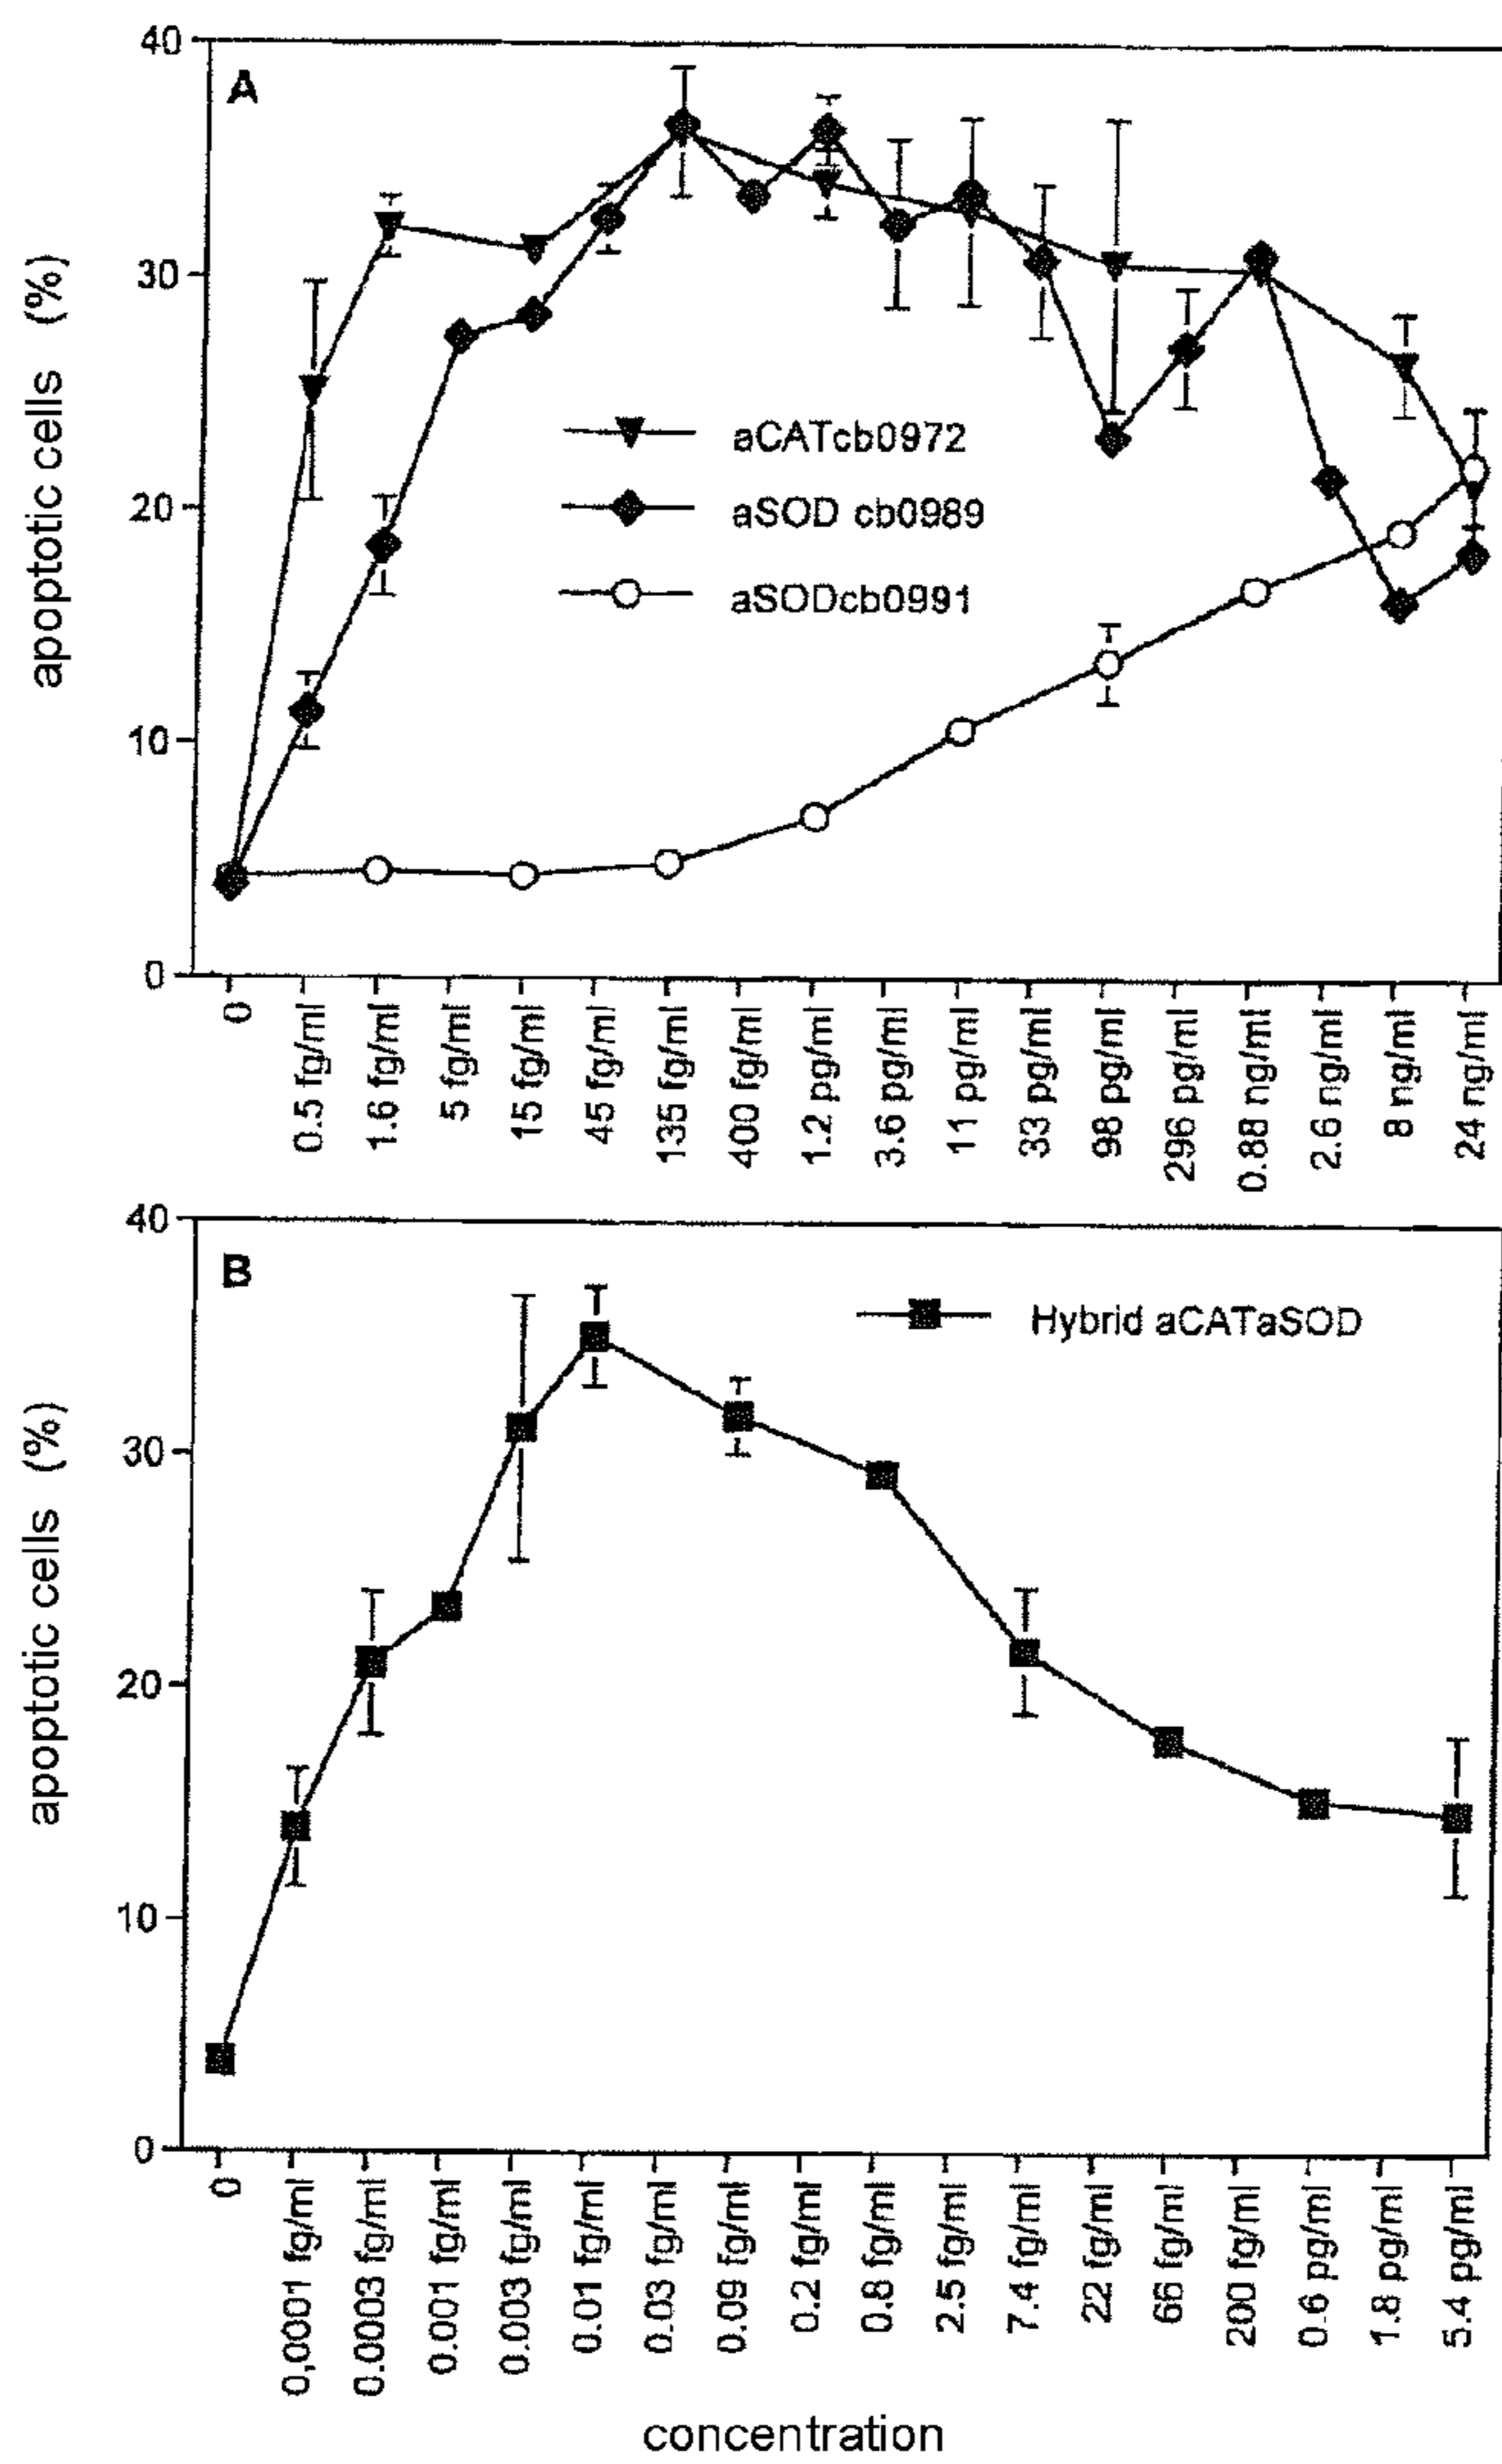 A
apoptotic cells (%)
40
30
20
10
0
aCATcb0972
aSOD cb0989
aSODcb0991
0
0.5 fg/ml
1.6 fg/ml
5 fg/ml
15 fg/ml
45 fg/ml
135 fg/ml
400 fg/ml
1.2 pg/ml
3.6 pg/ml
11 pg/ml
33 pg/ml
98 pg/ml
296 pg/ml
0.88 ng/ml
2.6 ng/ml
8 ng/ml
24 ng/ml
B
apoptotic cells (%)
40
30
20
10
0
Hybrid aCATaSOD
0
0,0001 fg/ml
0.0003 fg/ml
0.001 fg/ml
0.003 fg/ml
0.01 fg/ml
0.03 fg/ml
0.09 fg/ml
0.2 fg/ml
0.8 fg/ml
2.5 fg/ml
7.4 fg/ml
22 fg/ml
66 fg/ml
200 fg/ml
0.6 pg/ml
1.8 pg/ml
5.4 pg/ml
concentration